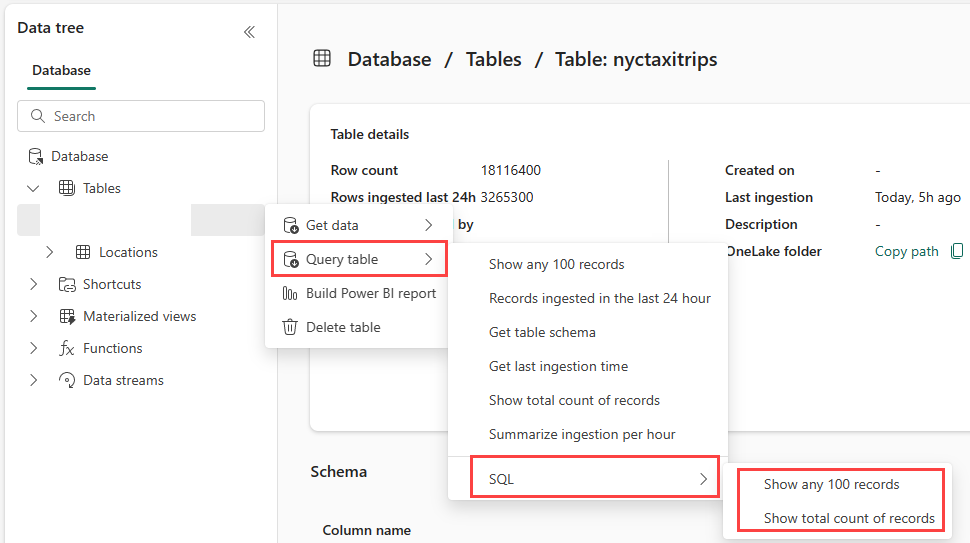 Data tree
Database
Search
Database
Tables
Locations
Shortcuts
Materialized views
Functions
Data streams
Database / Tables / Table: nyctaxitrips
Table details
Row count 18116400
Rows ingested last 24h 3265300
by
Created on -
Last ingestion Today, 5h ago
Description -
OneLake folder Copy path
Get data
Query table
Build Power BI report
Delete table
Show any 100 records
Records ingested in the last 24 hour
Get table schema
Get last ingestion time
Show total count of records
Summarize ingestion per hour
SQL
Show any 100 records
Show total count of records
Schema
Column name